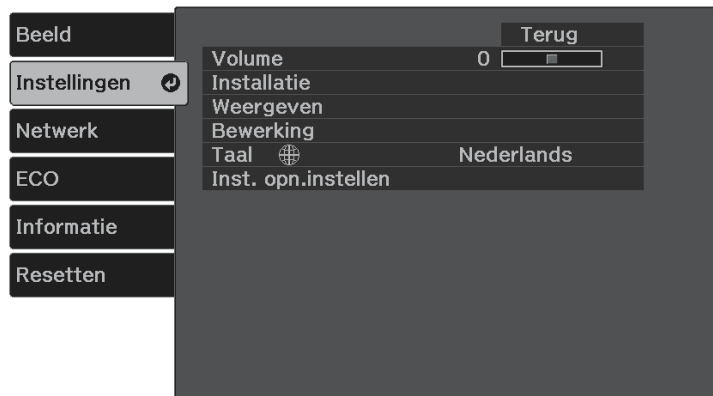 Beeld
Instellingen
Netwerk
ECO
Informatie
Resetten
Terug
Volume 0
Installatie
Weergeven
Bewerking
Taal Nederlands
Inst. opn.instellen